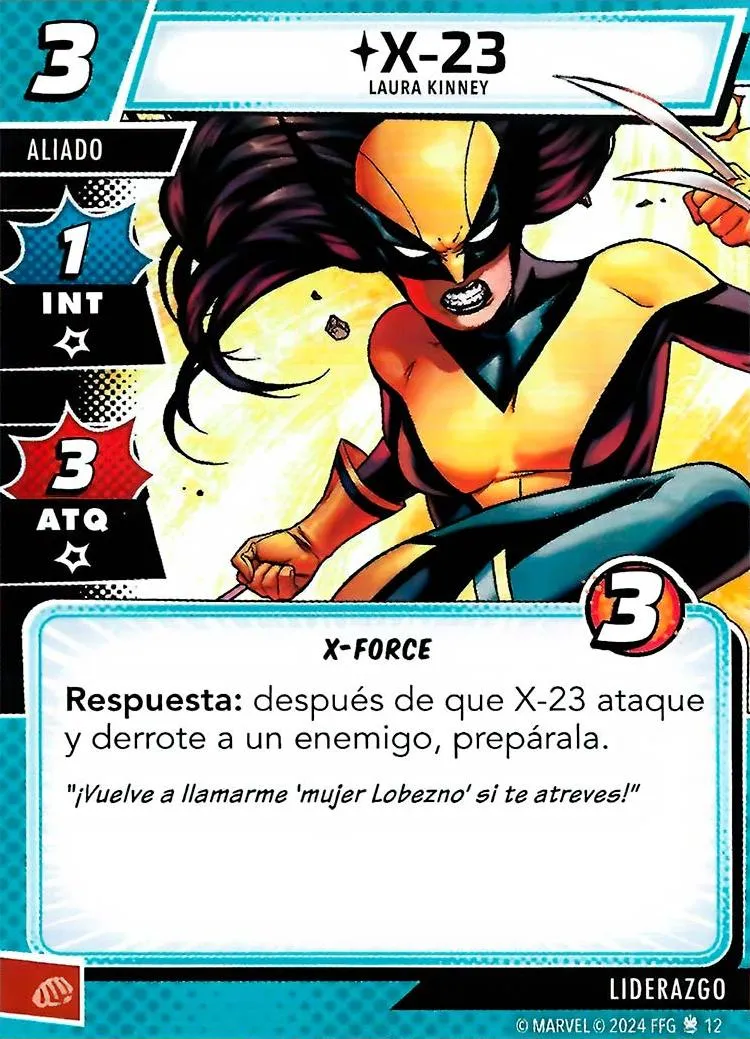 3
X-23
LAURA KINNEY
ALIADO
1
INT
3
ATQ
3
X-FORCE
Respuesta: después de que X-23 ataque
y derrote a un enemigo, prepárala.
"¡Vuelve a llamarme 'mujer Lobezno' si te atreves!"
LIDERAZGO
© MARVEL © 2024 FFG 12